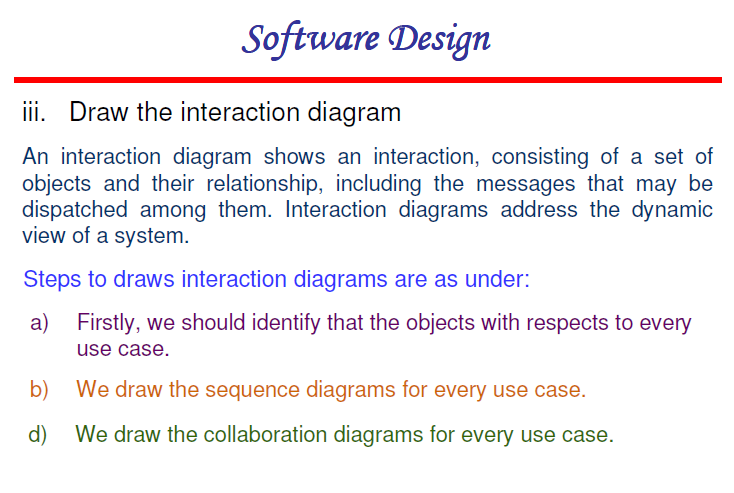 Software Design
iii. Draw the interaction diagram
An interaction diagram shows an interaction, consisting of a set of
objects and their relationship, including the messages that may be
dispatched among them. Interaction diagrams address the dynamic
view of a system.
Steps to draws interaction diagrams are as under:
a) Firstly, we should identify that the objects with respects to every
use case.
b) We draw the sequence diagrams for every use case.
d) We draw the collaboration diagrams for every use case.